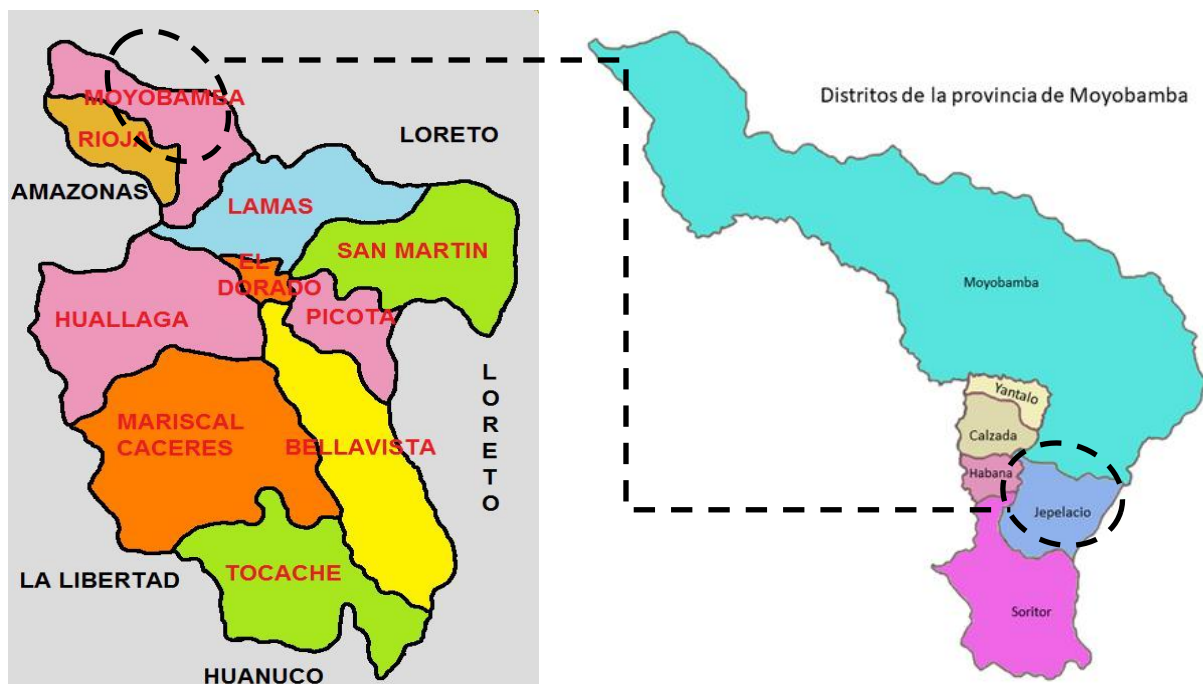 MOYOBAMBA
RIOJA
LORETO
AMAZONAS
LAMAS
SAN MARTIN
EL
DORADO
HUALLAGA
PICOTA
LORETO
MARISCAL
CACERES
BELLAVISTA
TOCACHE
LA LIBERTAD
HUANUCO
Distritos de la provincia de Moyobamba
Moyobamba
Yantalo
Calzada
Habana
Jepelacio
Soritor